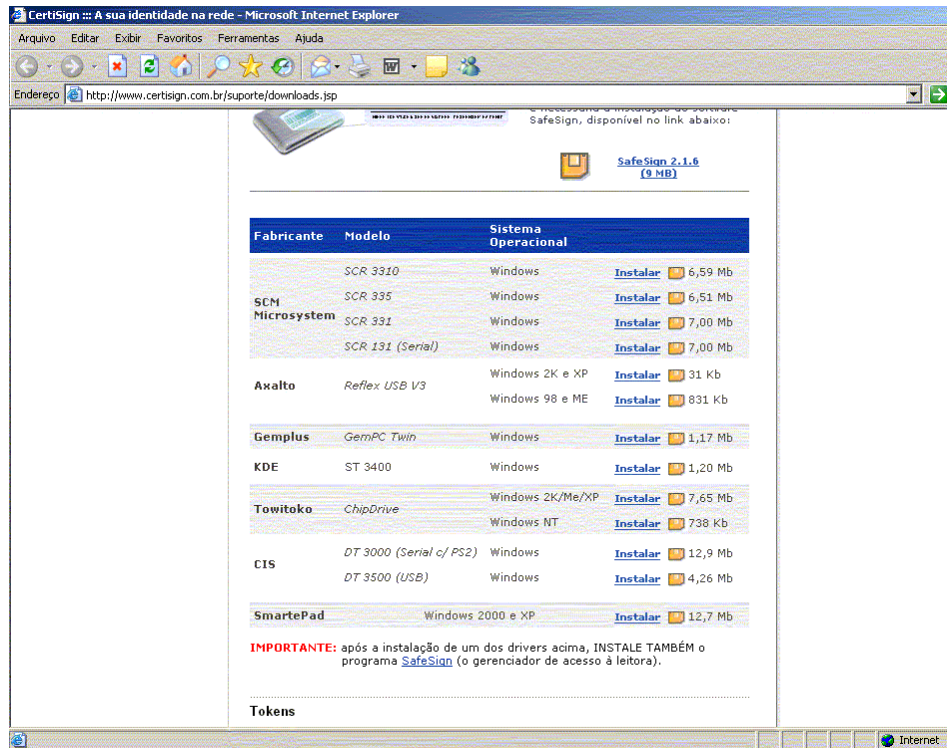 CertiSign ::: A sua identidade na rede - Microsoft Internet Explorer
Arquivo Editar Exibir Favoritos Ferramentas Ajuda
Endereço http://www.certisign.com.br/suporte/downloads.jsp
é necessária a instalação do software
SafeSign, disponível no link abaixo:
SafeSign 2.1.6
(9 MB)
Fabricante Modelo Sistema Operacional
SCM Microsystem
SCR 3310 Windows Instalar 6,59 Mb
SCR 335 Windows Instalar 6,51 Mb
SCR 331 Windows Instalar 7,00 Mb
SCR 131 (Serial) Windows Instalar 7,00 Mb
Axalto Reflex USB V3
Windows 2K e XP Instalar 31 Kb
Windows 98 e ME Instalar 831 Kb
Gemplus GemPC Twin Windows Instalar 1,17 Mb
KDE ST 3400 Windows Instalar 1,20 Mb
Towitoko ChipDrive
Windows 2K/Me/XP Instalar 7,65 Mb
Windows NT Instalar 738 Kb
CIS
DT 3000 (Serial c/ PS2) Windows Instalar 12,9 Mb
DT 3500 (USB) Windows Instalar 4,26 Mb
SmartePad Windows 2000 e XP Instalar 12,7 Mb
IMPORTANTE: após a instalação de um dos drivers acima, INSTALE TAMBÉM o
programa SafeSign (o gerenciador de acesso à leitora).
Tokens
Internet